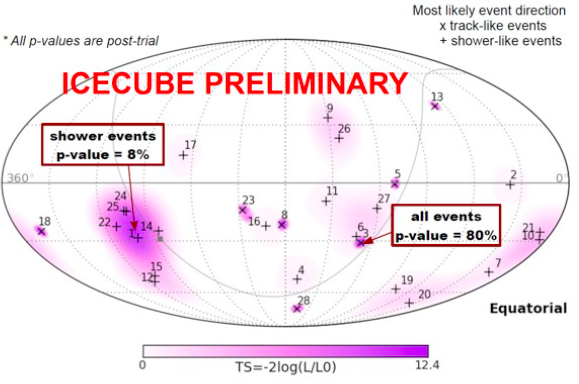 Most likely event direction
x track-like events
+ shower-like events
* All p-values are post-trial
ICECUBE PRELIMINARY
13
9
26
shower events
p-value = 8%
17
5
2
360°
0°
24
25
23
11
27
22
14
1
16
8
6
3
all events
p-value = 80%
18
21
10
15
12
4
7
19
20
28
Equatorial
0
TS=-2log(L/L0)
12.4